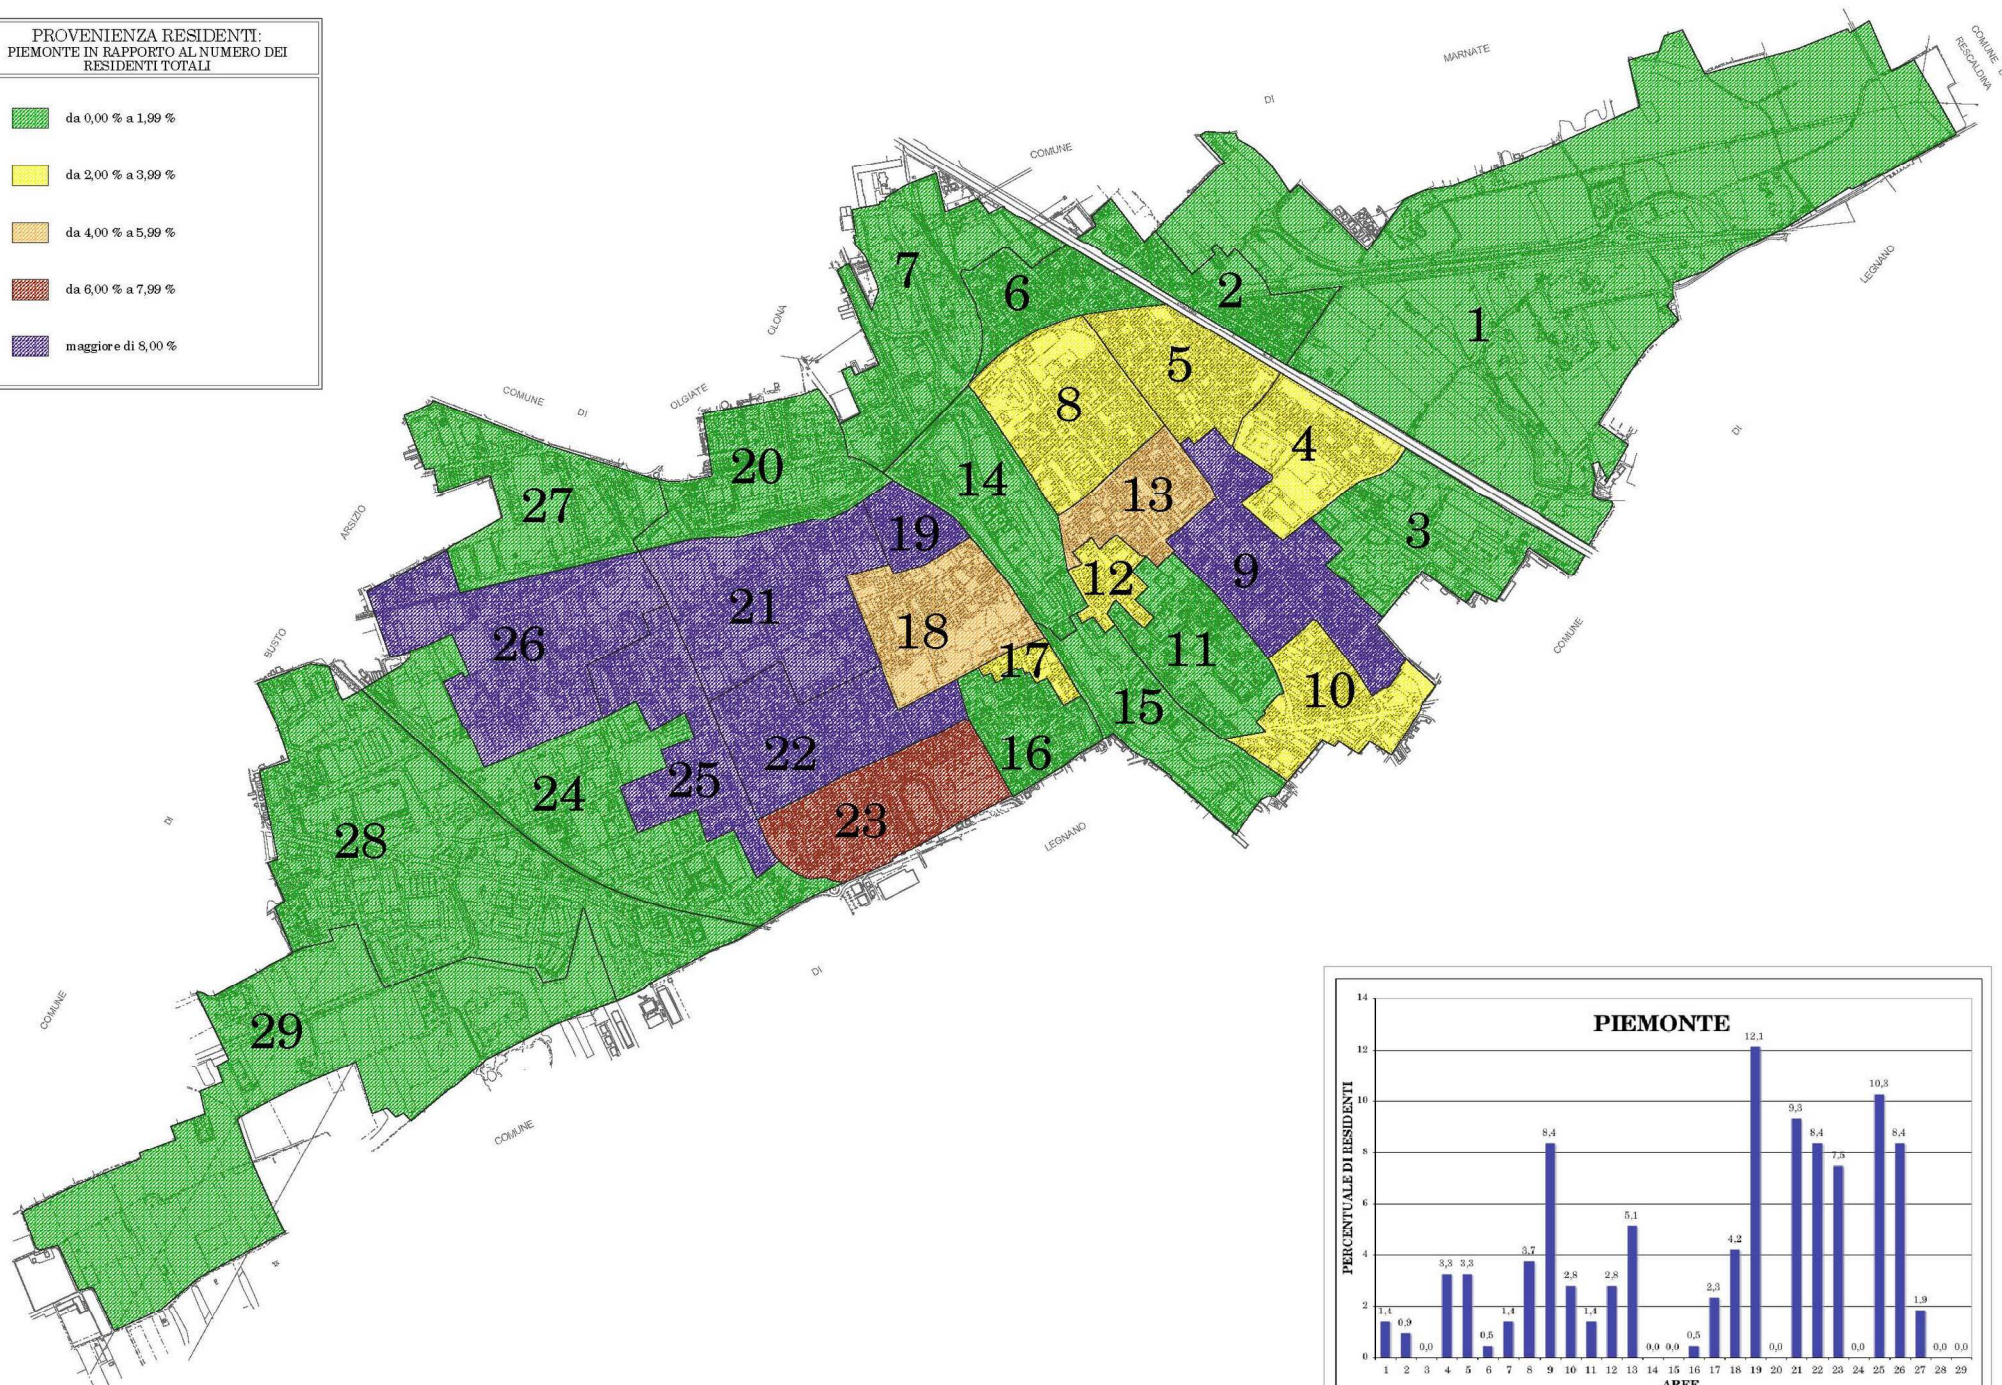 PROVENIENZA RESIDENTI:
PIEMONTE IN RAPPORTO AL NUMERO DEI
RESIDENTI TOTALI
da 0,00 % a 1,99 %
da 2,00 % a 3,99 %
da 4,00 % a 5,99 %
da 6,00 % a 7,99 %
maggiore di 8,00 %
MARNATE
DI
COMUNE
COMUNE
RESCALDINA
LEGNANO
DI
COMUNE
OLONA
OLGIATE
DI
COMUNE
ARSIZIO
BUSTO
DI
COMUNE
LEGNANO
DI
COMUNE
7
6
2
1
5
8
4
20
14
13
3
27
19
9
12
21
18
26
17
11
10
15
22
16
25
24
23
28
29
PIEMONTE
PERCENTUALE DI RESIDENTI
14
12
10
8
6
4
2
0
1,4
0,9
0,0
3,3
3,3
0,5
1,4
3,7
8,4
2,8
1,4
2,8
5,1
0,0
0,0
0,5
2,3
4,2
12,1
0,0
9,3
8,4
7,5
0,0
10,3
8,4
1,9
0,0
0,0
1 2 3 4 5 6 7 8 9 10 11 12 13 14 15 16 17 18 19 20 21 22 23 24 25 26 27 28 29
AREE